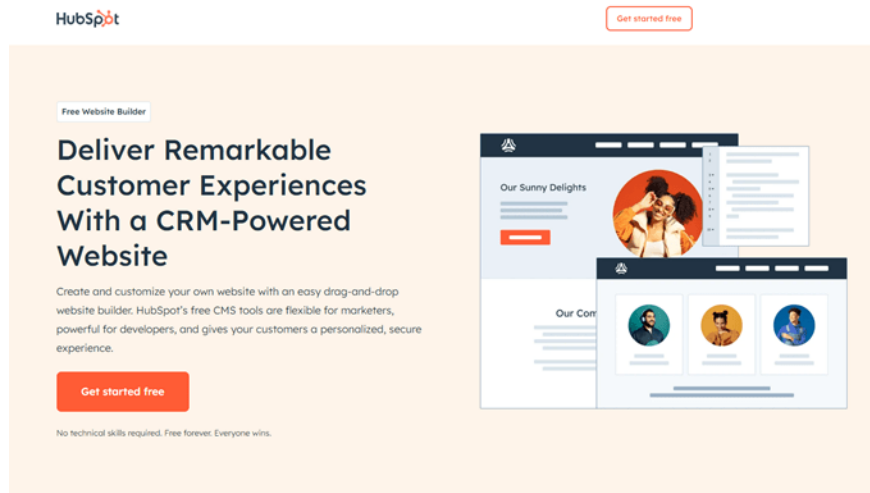 HubSpot
Get started free
Free Website Builder
Deliver Remarkable
Customer Experiences
With a CRM-Powered
Website
Create and customize your own website with an easy drag-and-drop
website builder. HubSpot's free CMS tools are flexible for marketers,
powerful for developers, and gives your customers a personalized, secure
experience.
Get started free
No technical skills required. Free forever. Everyone wins.
Our Sunny Delights
Our Com